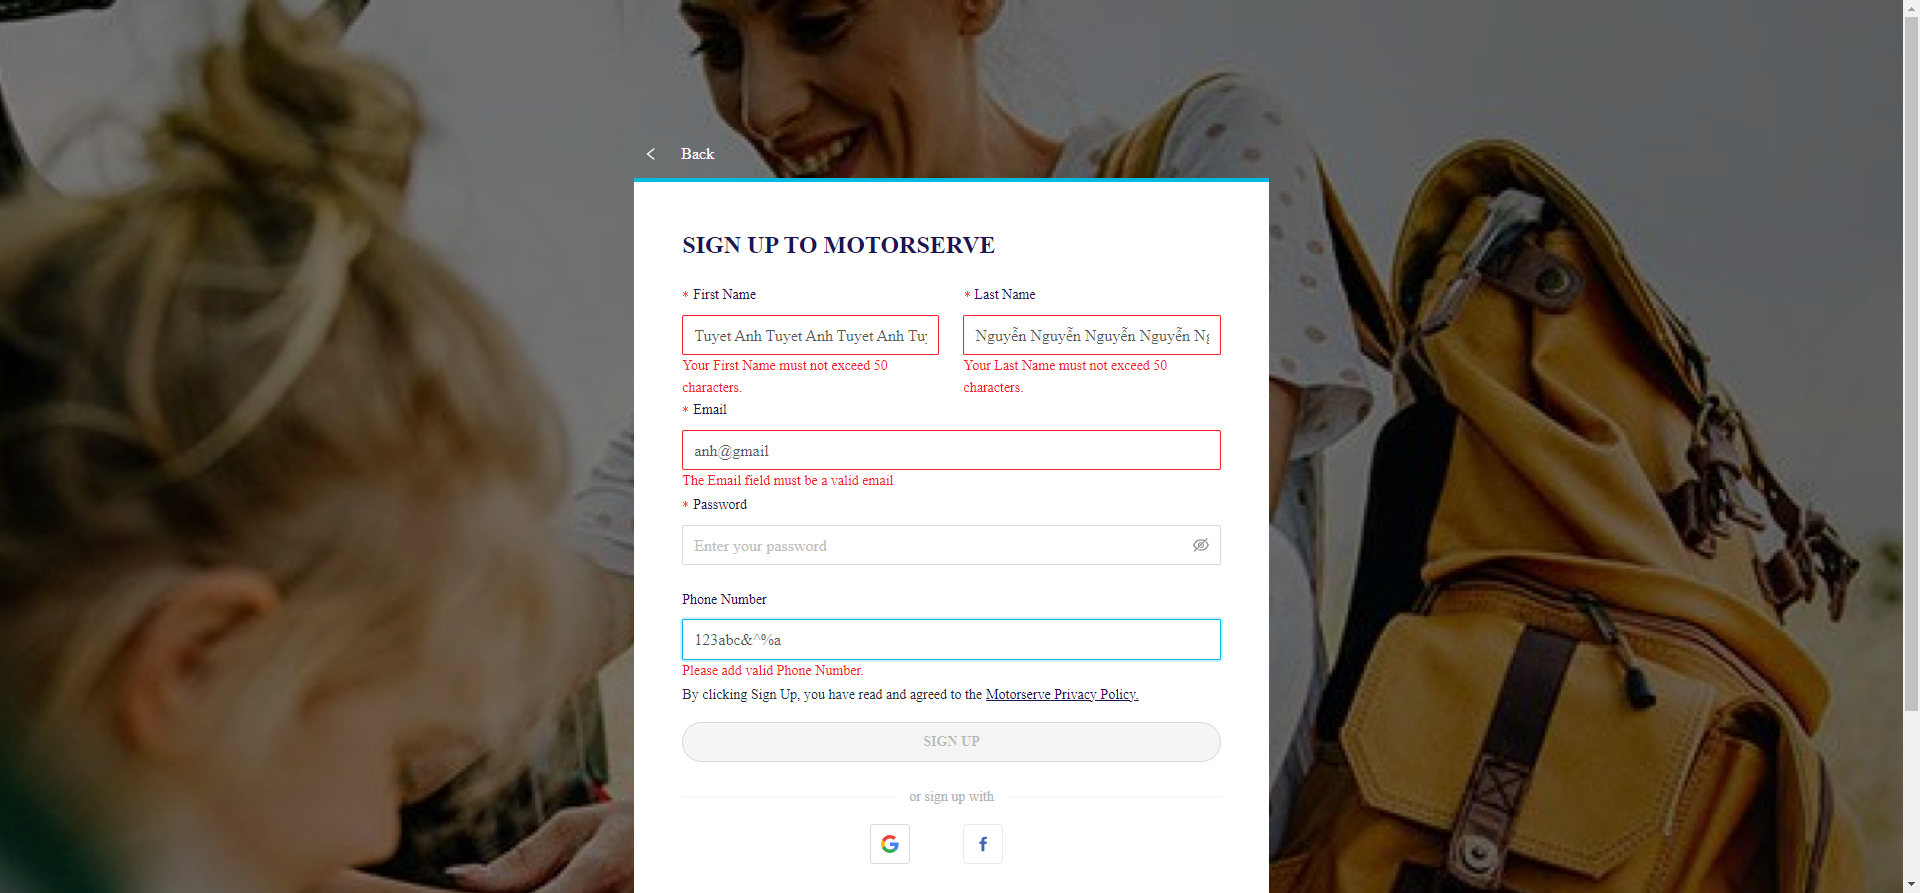 Back
SIGN UP TO MOTORSERVE
* First Name
* Last Name
Tuyet Anh Tuyet Anh Tuyet Anh Tuy
Nguyễn Nguyễn Nguyễn Nguyễn Ng
Your First Name must not exceed 50
characters.
Your Last Name must not exceed 50
characters.
* Email
anh@gmail
The Email field must be a valid email
* Password
Enter your password
Phone Number
123abc&^%a
Please add valid Phone Number.
By clicking Sign Up, you have read and agreed to the Motorserve Privacy Policy.
SIGN UP
or sign up with